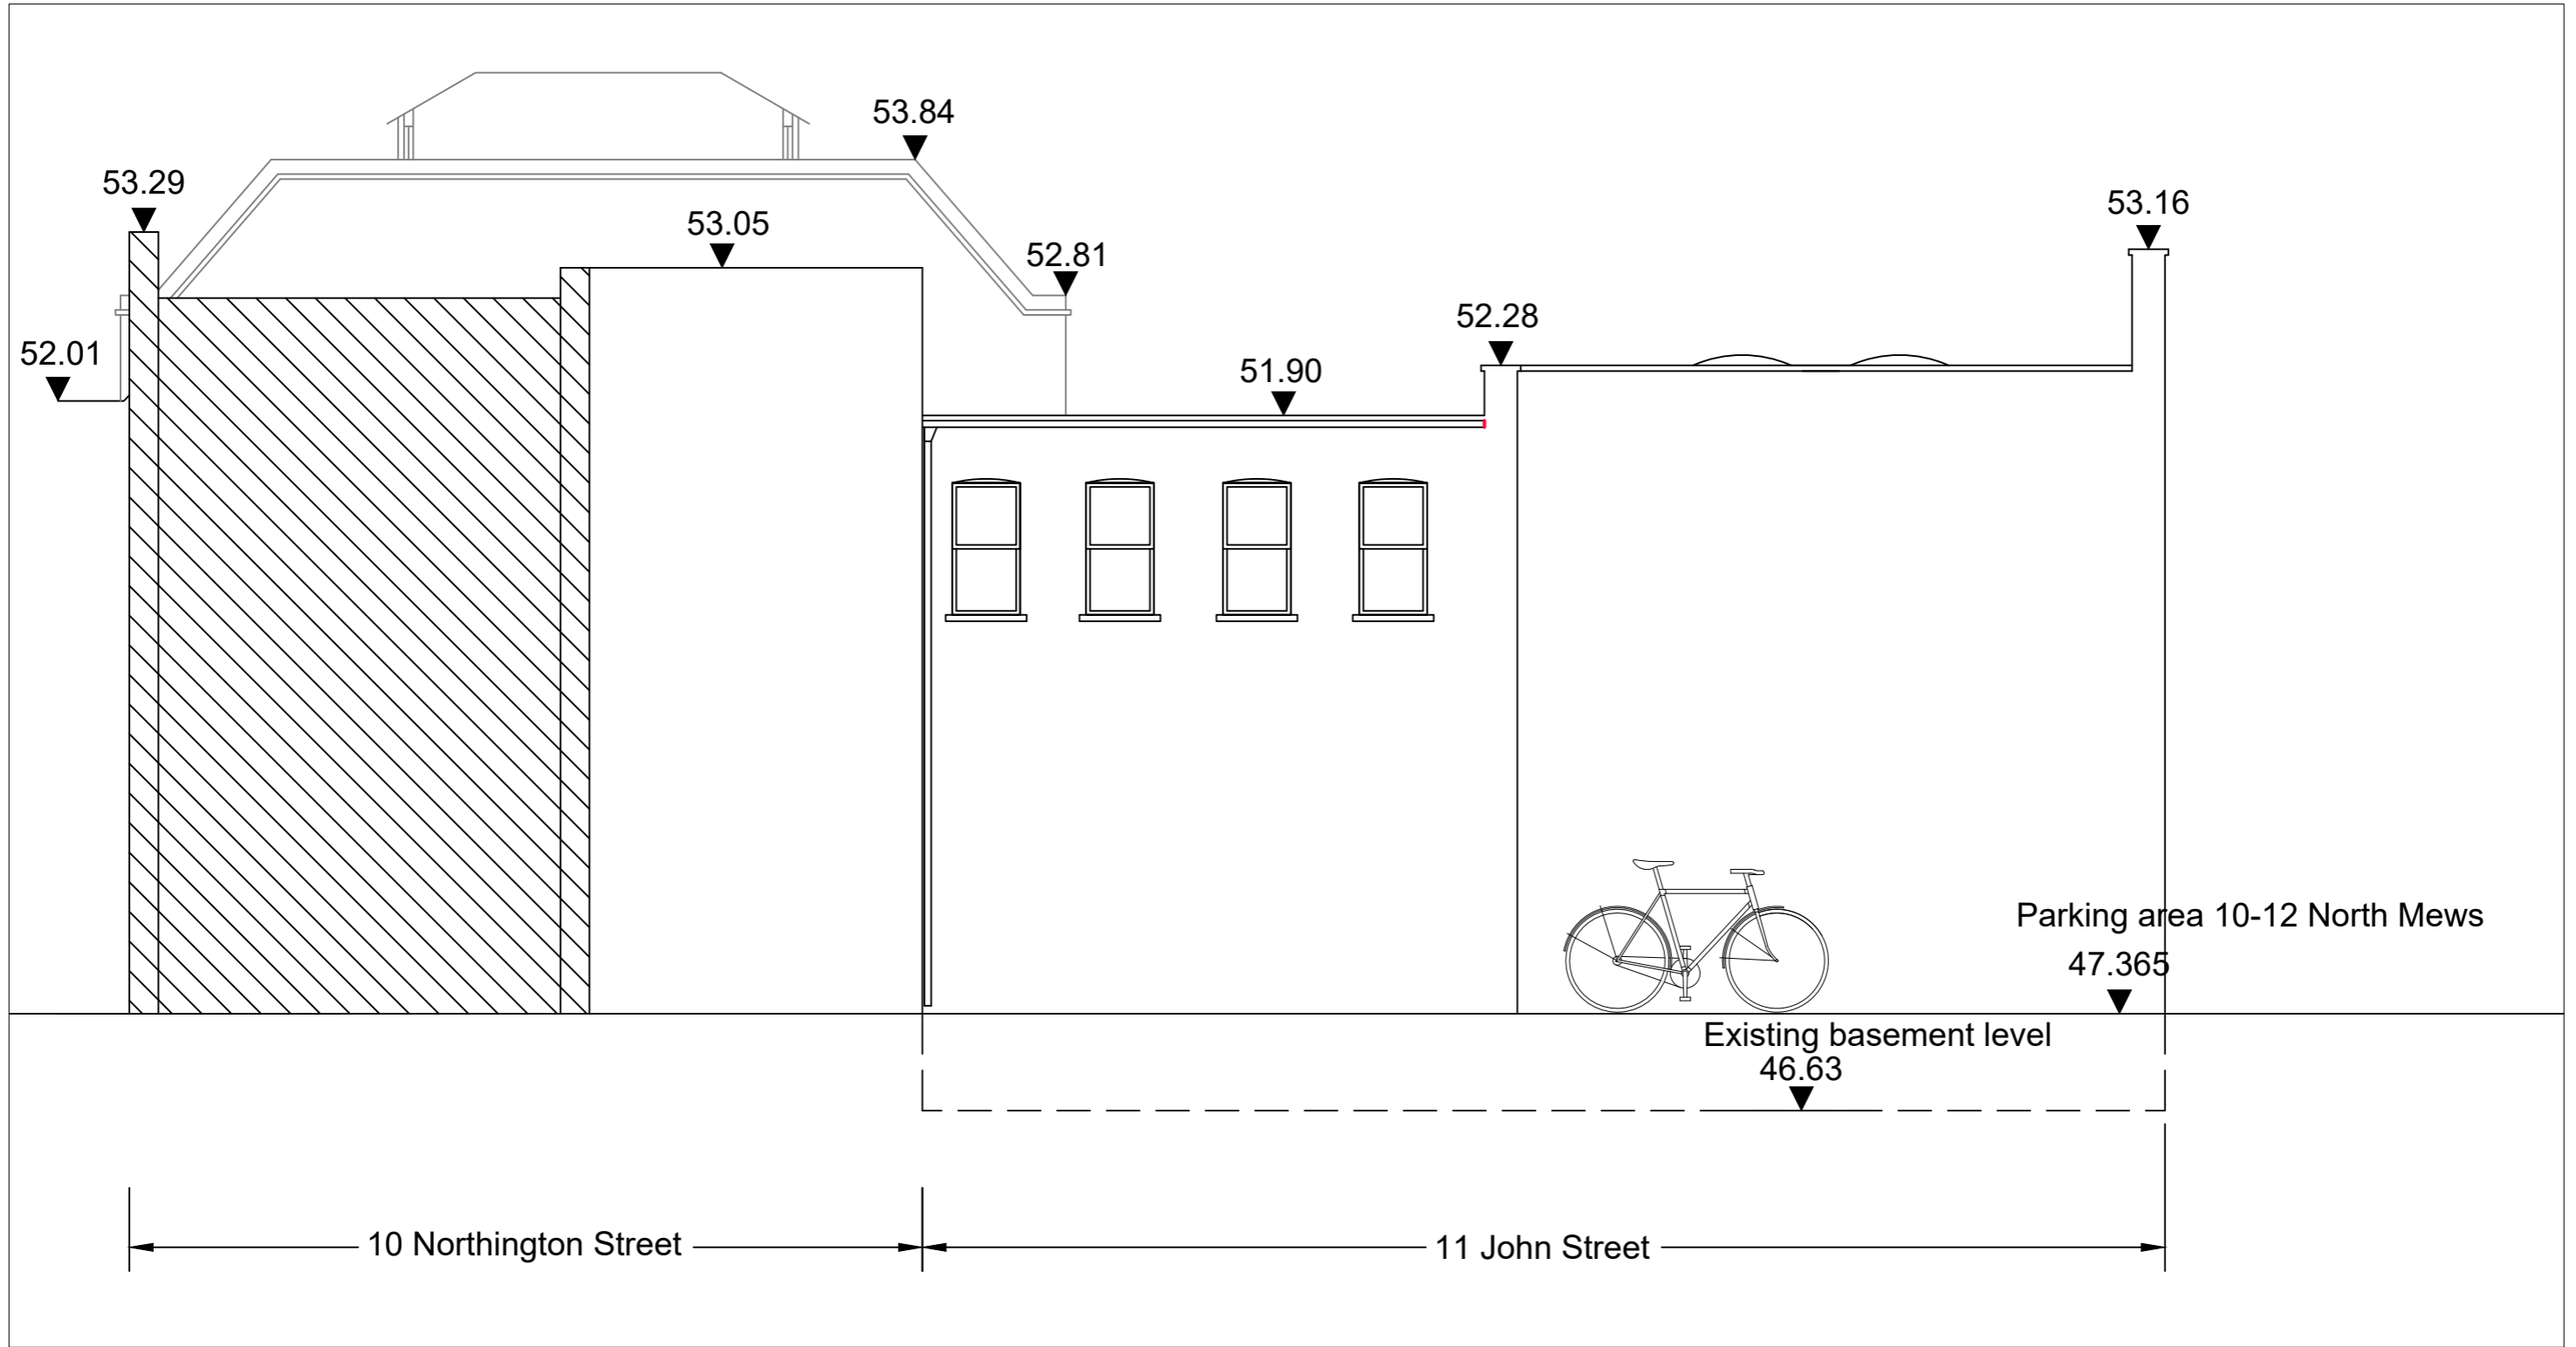 53.84
53.29
53.16
53.05
52.81
52.28
52.01
51.90
Parking area 10-12 North Mews
47.365
Existing basement level
46.63
10 Northington Street
11 John Street